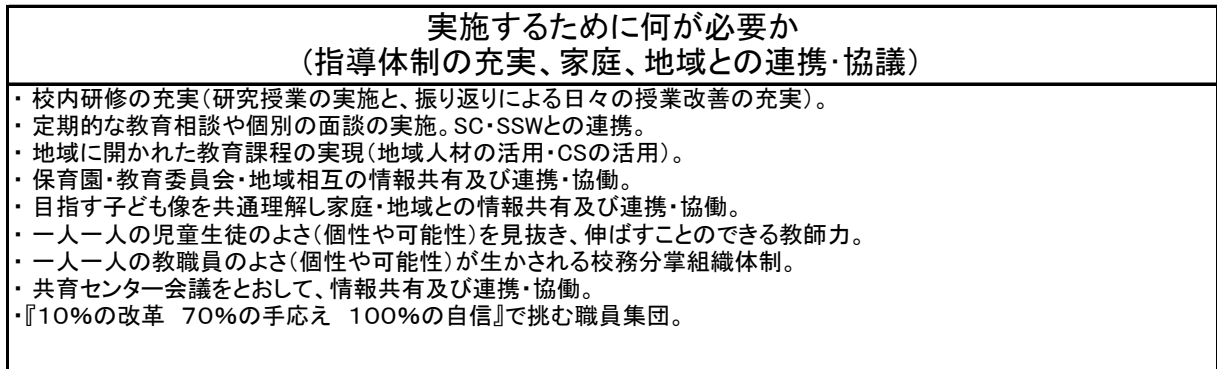 実施するために何が必要か
（指導体制の充実、家庭、地域との連携・協議）
・ 校内研修の充実（研究授業の実施と、振り返りによる日々の授業改善の充実）。
・ 定期的な教育相談や個別の面談の実施。SC・SSWとの連携。
・ 地域に開かれた教育課程の実現（地域人材の活用・CSの活用）。
・ 保育園・教育委員会・地域相互の情報共有及び連携・協働。
・ 目指す子ども像を共通理解し家庭・地域との情報共有及び連携・協働。
・ 一人一人の児童生徒のよさ（個性や可能性）を見抜き、伸ばすことのできる教師力。
・ 一人一人の教職員のよさ（個性や可能性）が生かされる校務分掌組織体制。
・ 共育センター会議をとおして、情報共有及び連携・協働。
・『１０％の改革　７０％の手応え　１００％の自信』で挑む職員集団。